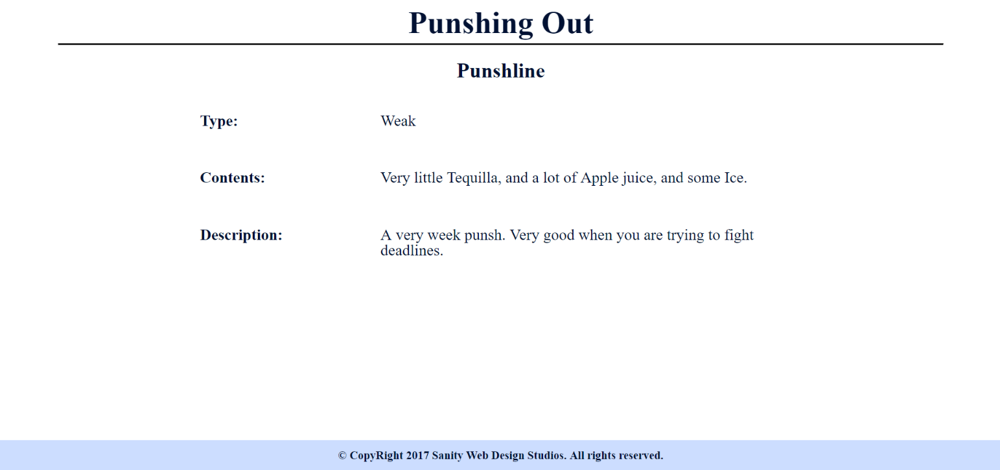 Punshing Out
Punshline
Type: Weak
Contents: Very little Tequilla, and a lot of Apple juice, and some Ice.
Description: A very week punsh. Very good when you are trying to fight
deadlines.
© CopyRight 2017 Sanity Web Design Studios. All rights reserved.